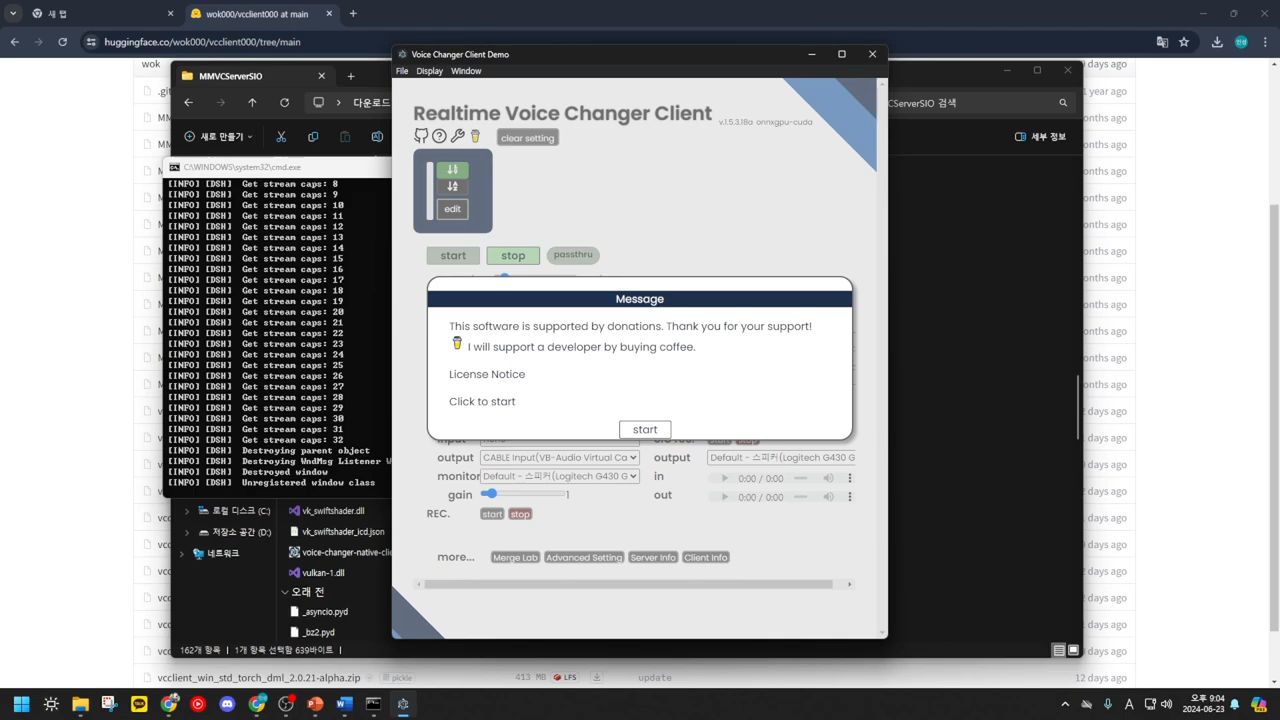 새 탭
wok000/vcclient000 at main
huggingface.co/wok000/vcclient000/tree/main
wok
.gi
MMVCServerSIO
다운로드
CServerSIO 검색
새로 만들기
세부 정보
Voice Changer Client Demo
File Display Window
Realtime Voice Changer Client
v.1.5.3.18a onnxgpu-cuda
clear setting
edit
start stop passthru
Message
This software is supported by donations. Thank you for your support!
I will support a developer by buying coffee.
License Notice
Click to start
start
output CABLE Input(VB-Audio Virtual Ca output Default - 스피커(Logitech G430 G
monitor Default - 스피커(Logitech G430 G in 0:00 / 0:00
gain 1 out 0:00 / 0:00
REC. start stop
more... Merge Lab Advanced Setting Server Info Client Info
C:\WINDOWS\system32\cmd.exe
[INFO] [DSH] Get stream caps: 8
[INFO] [DSH] Get stream caps: 9
[INFO] [DSH] Get stream caps: 10
[INFO] [DSH] Get stream caps: 11
[INFO] [DSH] Get stream caps: 12
[INFO] [DSH] Get stream caps: 13
[INFO] [DSH] Get stream caps: 14
[INFO] [DSH] Get stream caps: 15
[INFO] [DSH] Get stream caps: 16
[INFO] [DSH] Get stream caps: 17
[INFO] [DSH] Get stream caps: 18
[INFO] [DSH] Get stream caps: 19
[INFO] [DSH] Get stream caps: 20
[INFO] [DSH] Get stream caps: 21
[INFO] [DSH] Get stream caps: 22
[INFO] [DSH] Get stream caps: 23
[INFO] [DSH] Get stream caps: 24
[INFO] [DSH] Get stream caps: 25
[INFO] [DSH] Get stream caps: 26
[INFO] [DSH] Get stream caps: 27
[INFO] [DSH] Get stream caps: 28
[INFO] [DSH] Get stream caps: 29
[INFO] [DSH] Get stream caps: 30
[INFO] [DSH] Get stream caps: 31
[INFO] [DSH] Get stream caps: 32
[INFO] [DSH] Destroying parent object
[INFO] [DSH] Destroying WndMsg Listener W
[INFO] [DSH] Destroyed window
[INFO] [DSH] Unregistered window class
로컬 디스크 (C:)
저장소 공간 (D:)
네트워크
vk_swiftshader.dll
vk_swiftshader_icd.json
voice-changer-native-clie
vulkan-1.dll
오래 전
_asyncio.pyd
_bz2.pyd
162개 항목 1개 항목 선택함 639바이트
vcclient_win_std_torch_dml_2.0.21-alpha.zip pickle 413 MB LFS update 12 days ago
오후 9:04
2024-06-23